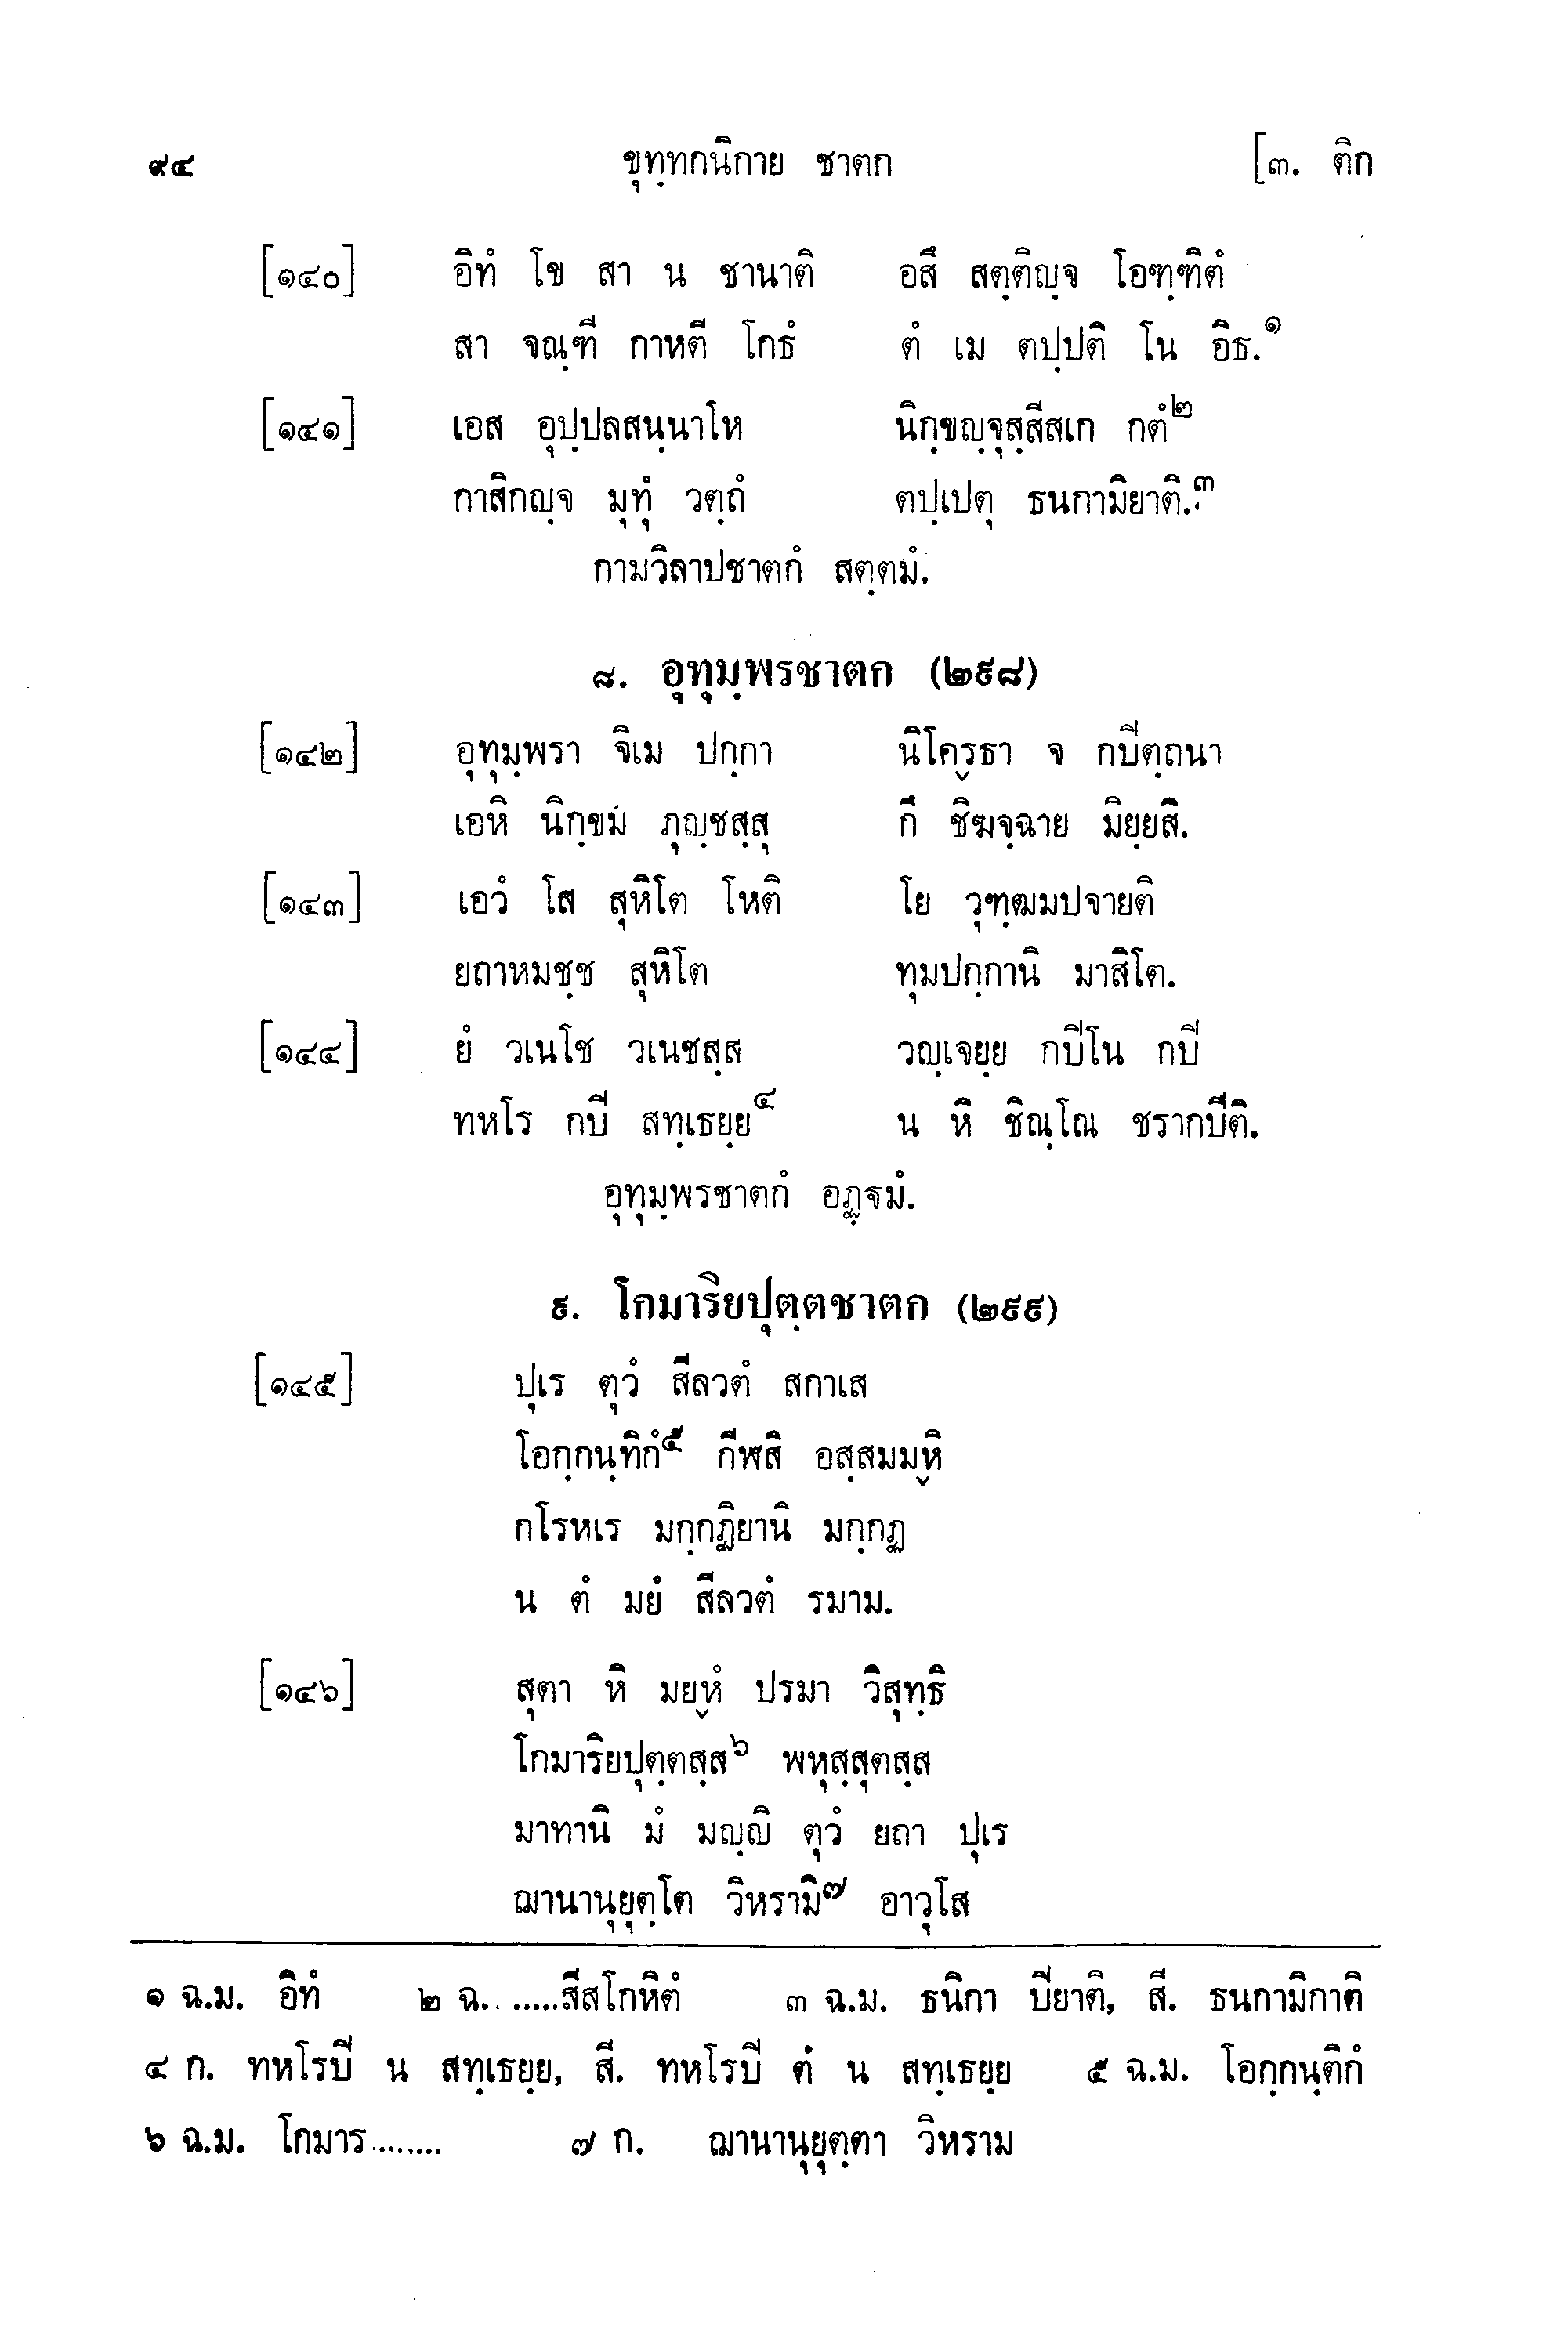 ๙๔ ขุทฺทกนิกาย ชาตก [๓. ติก
[๑๔๐] อิทํ โข สา น ชานาติ อสึ สตฺติญฺจ โอฑฺฑิตํ
สา จณฺฑี กาหตี โกธํ ตํ เม ตปฺปติ โน อิธ.๑
[๑๔๑] เอส อุปฺปลสนฺนาโห นิกฺขญฺจุสฺสีสเก กตํ๒
กาสิกญฺจ มุทุํ วตฺถํ ตปฺเปตุ ธนกามิยาติ.๓
กามวิลาปชาตกํ สตฺตมํ.
๘. อุทุมฺพรชาตก (๒๙๘)
[๑๔๒] อุทุมฺพรา จิเม ปกฺกา นิโคฺรธา จ กปิตฺถนา
เอหิ นิกฺขม ภุญฺชสฺสุ กึ ชิฆจฺฉาย มิยฺยสิ.
[๑๔๓] เอวํ โส สุหิโต โหติ โย วุฑฺฒมปจายติ
ยถาหมชฺช สุหิโต ทุมปกฺกานิ มาสิโต.
[๑๔๔] ยํ วเนโช วเนชสฺส วญฺเจยฺย กปิโน กปิ
ทหโร กปิ สทฺเธยฺย๔ น หิ ชิณฺโณ ชรากปีติ.
อุทุมฺพรชาตกํ อฏฺฐมํ.
๙. โกมาริยปุตฺตชาตก (๒๙๙)
[๑๔๕] ปุเร ตุวํ สีลวตํ สกาเส
โอกฺกนฺทิกํ๕ กีฬสิ อสฺสมมฺหิ
กโรหเร มกฺกฏิยานิ มกฺกฏ
น ตํ มยํ สีลวตํ รมาม.
[๑๔๖] สุตา หิ มยฺหํ ปรมา วิสุทฺธิ
โกมาริยปุตฺตสฺส๖ พหุสฺสุตสฺส
มาทานิ มํ มญฺญิ ตุวํ ยถา ปุเร
ฌานานุยุตฺโต วิหรามิ๗ อาวุโส
๑ ฉ.ม. อิทํ ๒ ฉ. ......สีสโกหิตํ ๓ ฉ.ม. ธนิกา ปิยาติ, สี. ธนกามิกาติ
๔ ก. ทหโรปิ น สทฺเธยฺย, สี. ทหโรปิ ตํ น สทฺเธยฺย ๕ ฉ.ม. โอกฺกนฺติกํ
๖ ฉ.ม. โกมาร........ ๗ ก. ฌานานุยุตฺตา วิหราม